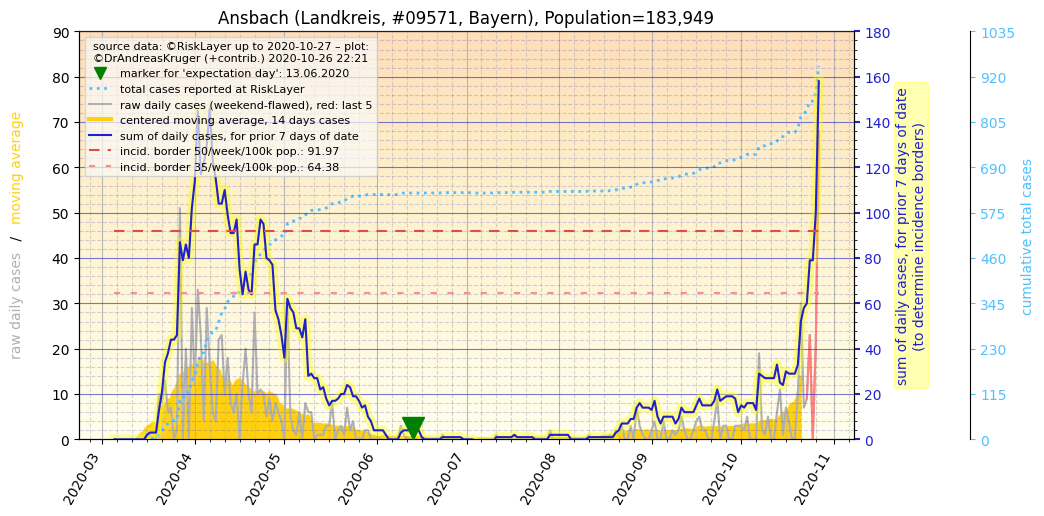 Ansbach (Landkreis, #09571, Bayern), Population=183,949
source data: ©RiskLayer up to 2020-10-27 – plot:
©DrAndreasKruger (+contrib.) 2020-10-26 22:21
marker for 'expectation day': 13.06.2020
total cases reported at RiskLayer
raw daily cases (weekend-flawed), red: last 5
centered moving average, 14 days cases
sum of daily cases, for prior 7 days of date
incid. border 50/week/100k pop.: 91.97
incid. border 35/week/100k pop.: 64.38
raw daily cases / moving average
90
80
70
60
50
40
30
20
10
0
2020-03
2020-04
2020-05
2020-06
2020-07
2020-08
2020-09
2020-10
2020-11
180
160
140
120
100
80
60
40
20
0
sum of daily cases, for prior 7 days of date
(to determine incidence borders)
1035
920
805
690
575
460
345
230
115
0
cumulative total cases